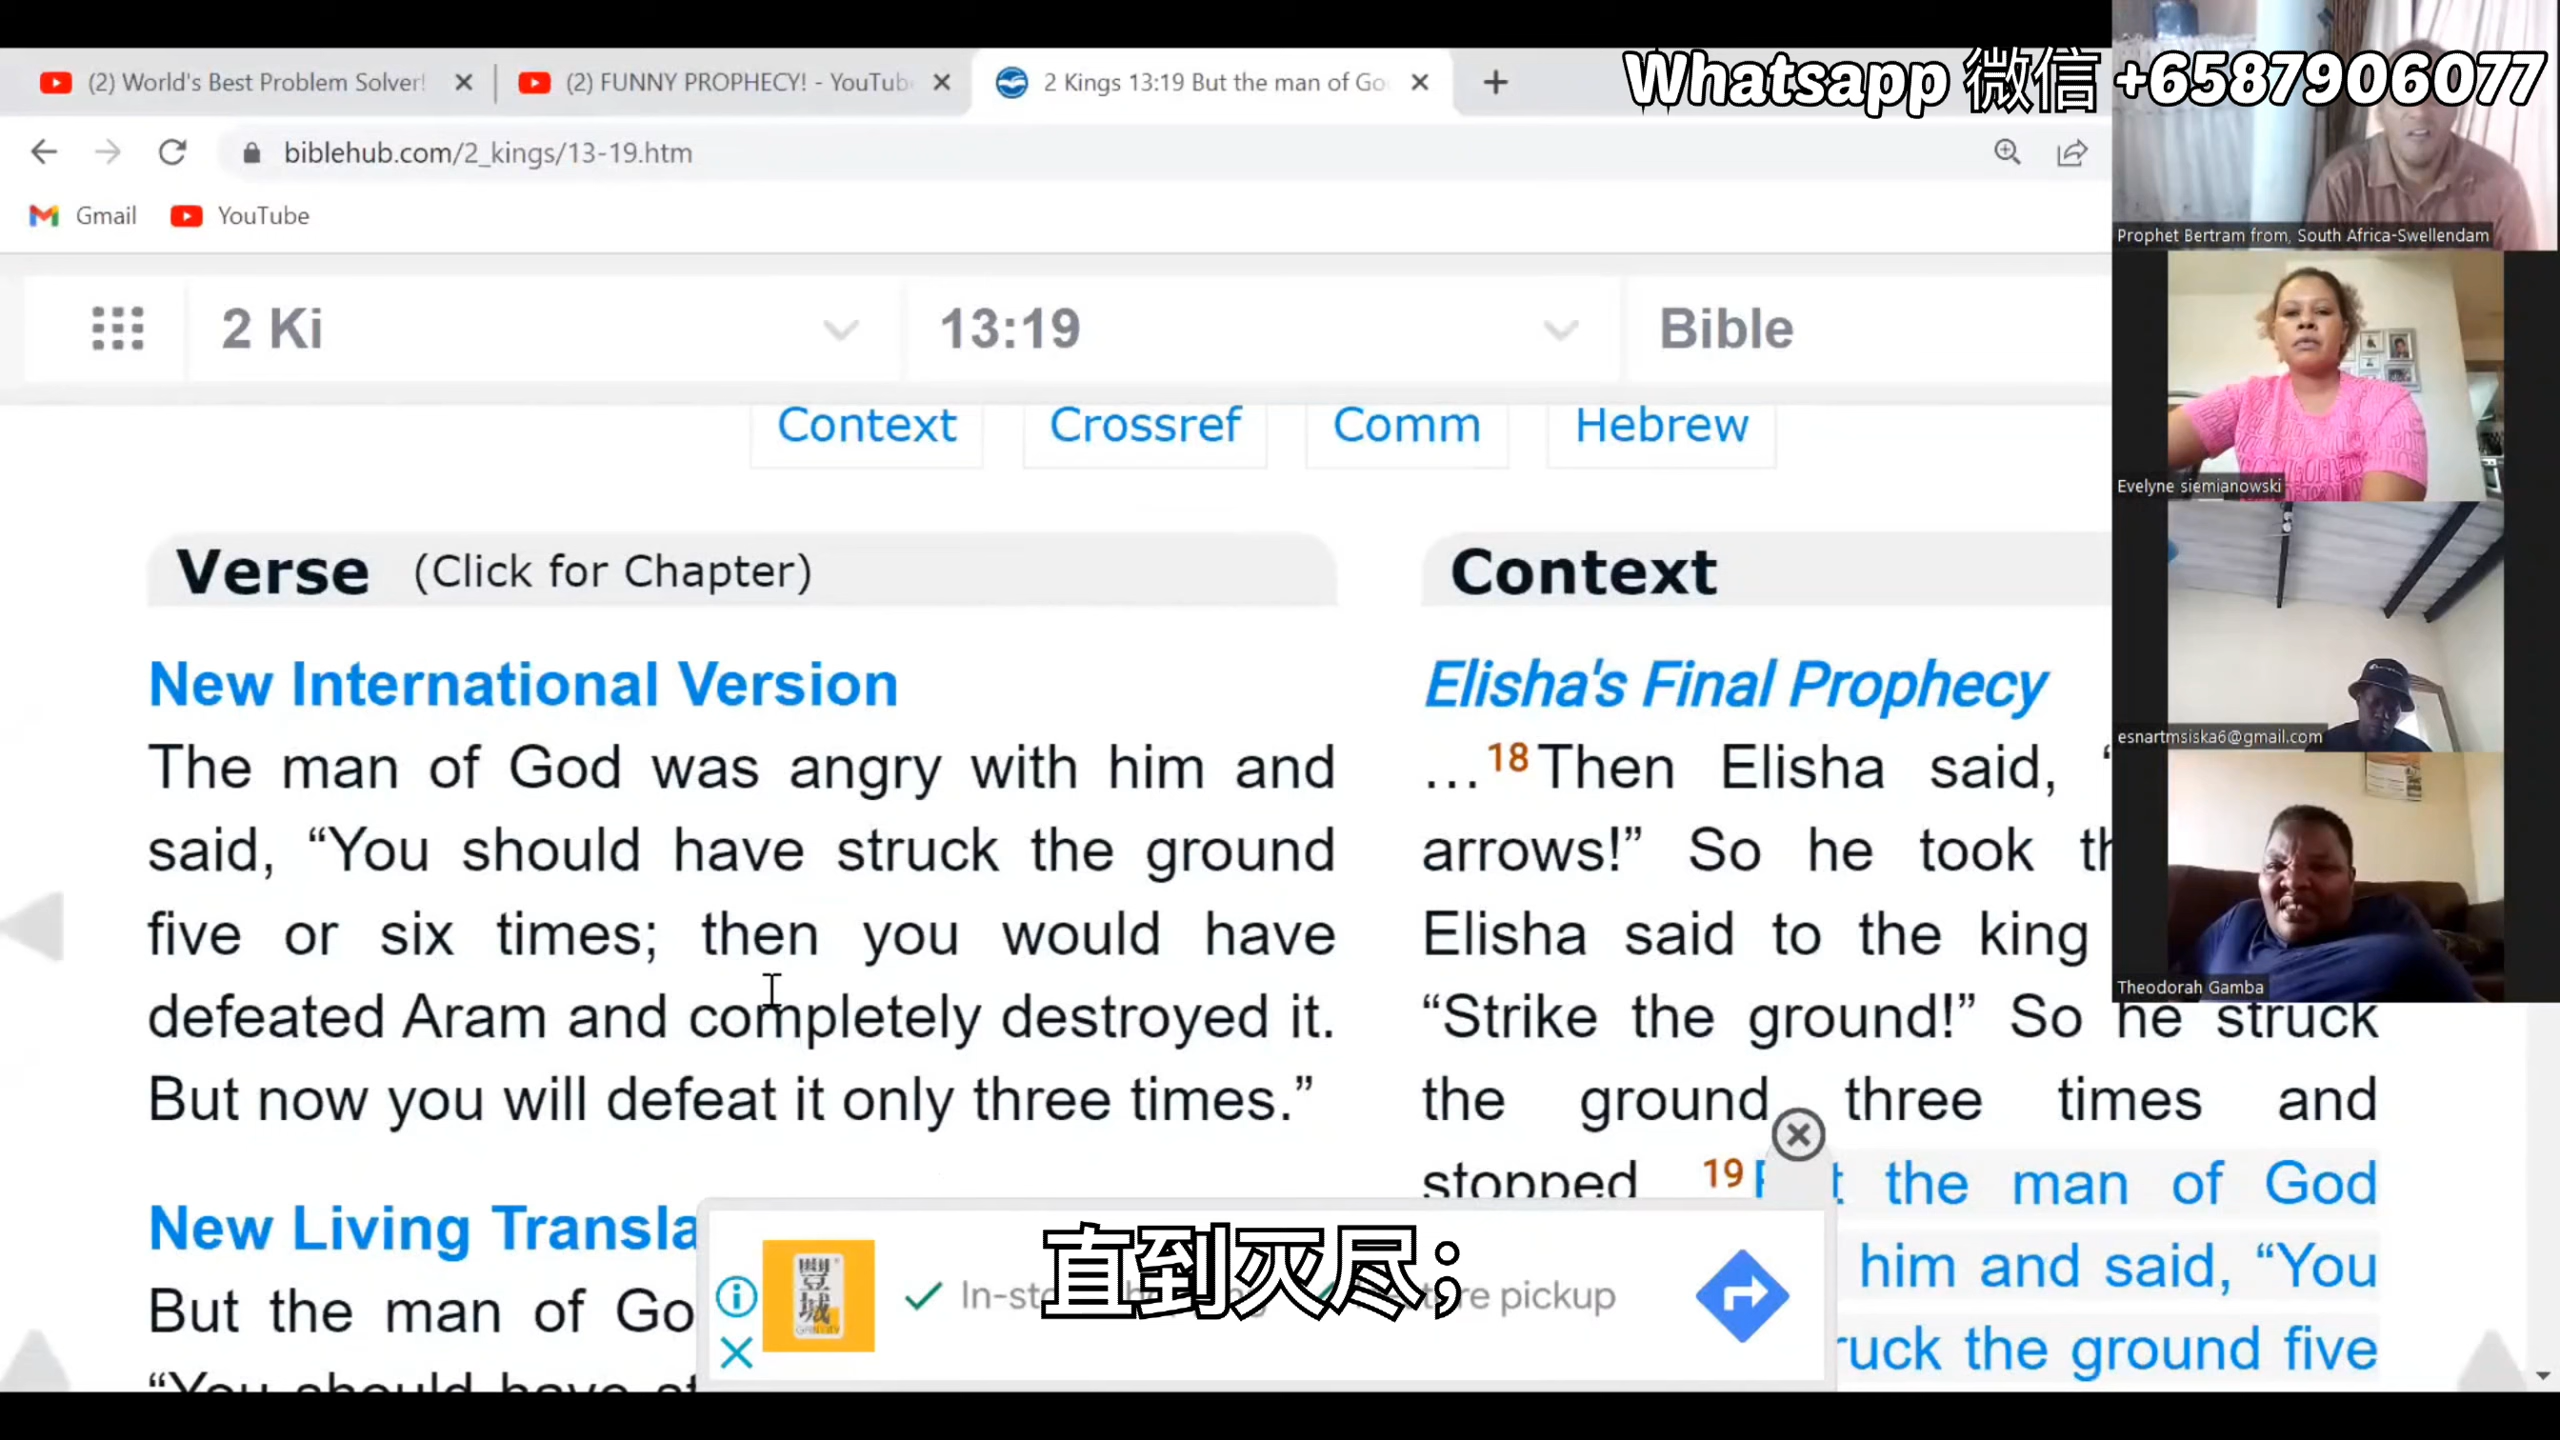 (2) World's Best Problem Solver!
(2) FUNNY PROPHECY! - YouTub
2 Kings 13:19 But the man of Go
Whatsapp 微信 +6587906077
biblehub.com/2_kings/13-19.htm
Gmail
YouTube
Prophet Bertram from, South Africa-Swellendam
2 Ki
13:19
Bible
Context
Crossref
Comm
Hebrew
Evelyne siemianowski
Verse (Click for Chapter)
New International Version
The man of God was angry with him and
said, “You should have struck the ground
five or six times; then you would have
defeated Aram and completely destroyed it.
But now you will defeat it only three times.”
New Living Transla
But the man of Go
“You should have
Context
Elisha's Final Prophecy
…18 Then Elisha said, “
arrows!” So he took th
Elisha said to the king
“Strike the ground!” So he struck
the ground three times and
stopped 19 the man of God
him and said, “You
ruck the ground five
esnartmsiska6@gmail.com
Theodorah Gamba
豐城
pickup
直到灭尽；